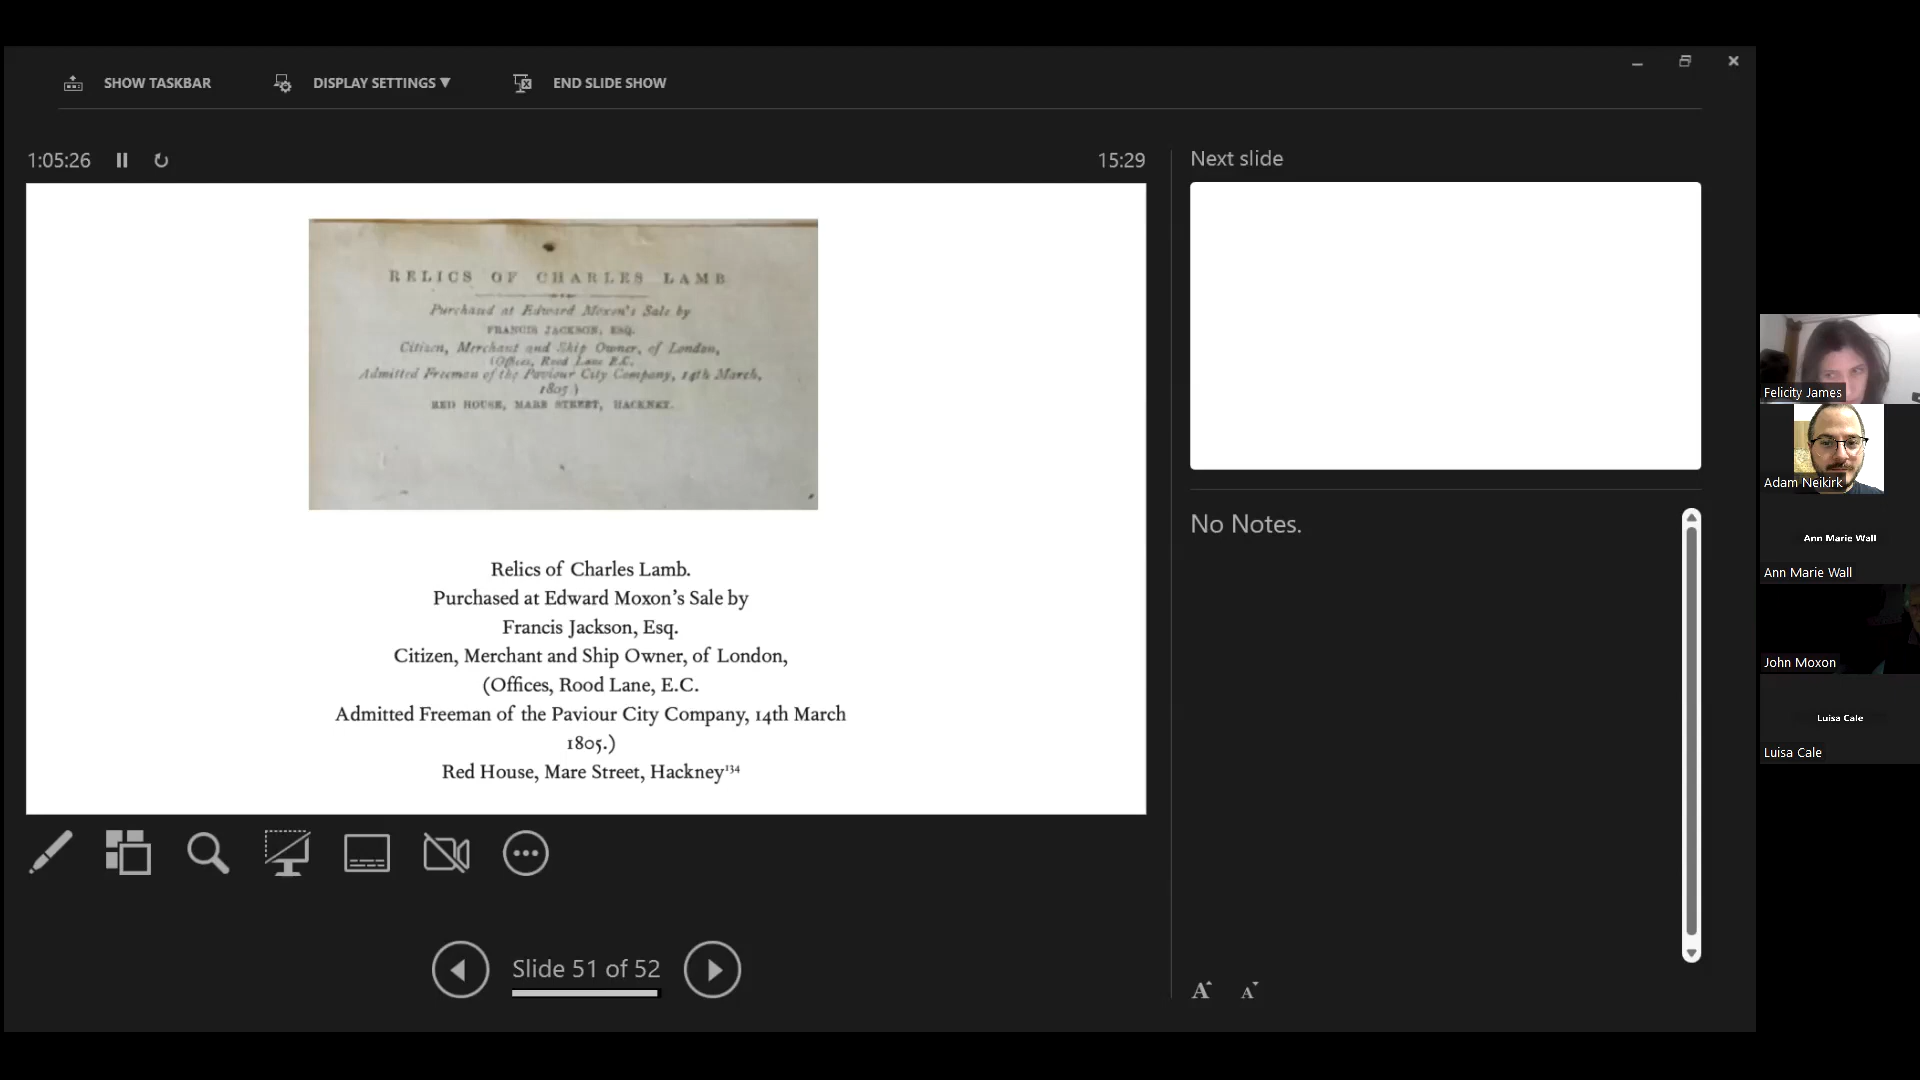 SHOW TASKBAR
DISPLAY SETTINGS ▼
END SLIDE SHOW
1:05:26
15:29
RELICS OF CHARLES LAMB
Purchased at Edward Moxon's Sale by
FRANCIS JACKSON, ESQ.
Citizen, Merchant and Ship Owner, of London,
(Offices, Rood Lane E.C.
Admitted Freeman of the Paviour City Company, 14th March,
1805.)
RED HOUSE, MARE STREET, HACKNEY.
Relics of Charles Lamb.
Purchased at Edward Moxon’s Sale by
Francis Jackson, Esq.
Citizen, Merchant and Ship Owner, of London,
(Offices, Rood Lane, E.C.
Admitted Freeman of the Paviour City Company, 14th March
1805.)
Red House, Mare Street, Hackney¹³⁴
Slide 51 of 52
Next slide
No Notes.
A
A
Felicity James
Adam Neikirk
Ann Marie Wall
Ann Marie Wall
John Moxon
Luisa Cale
Luisa Cale